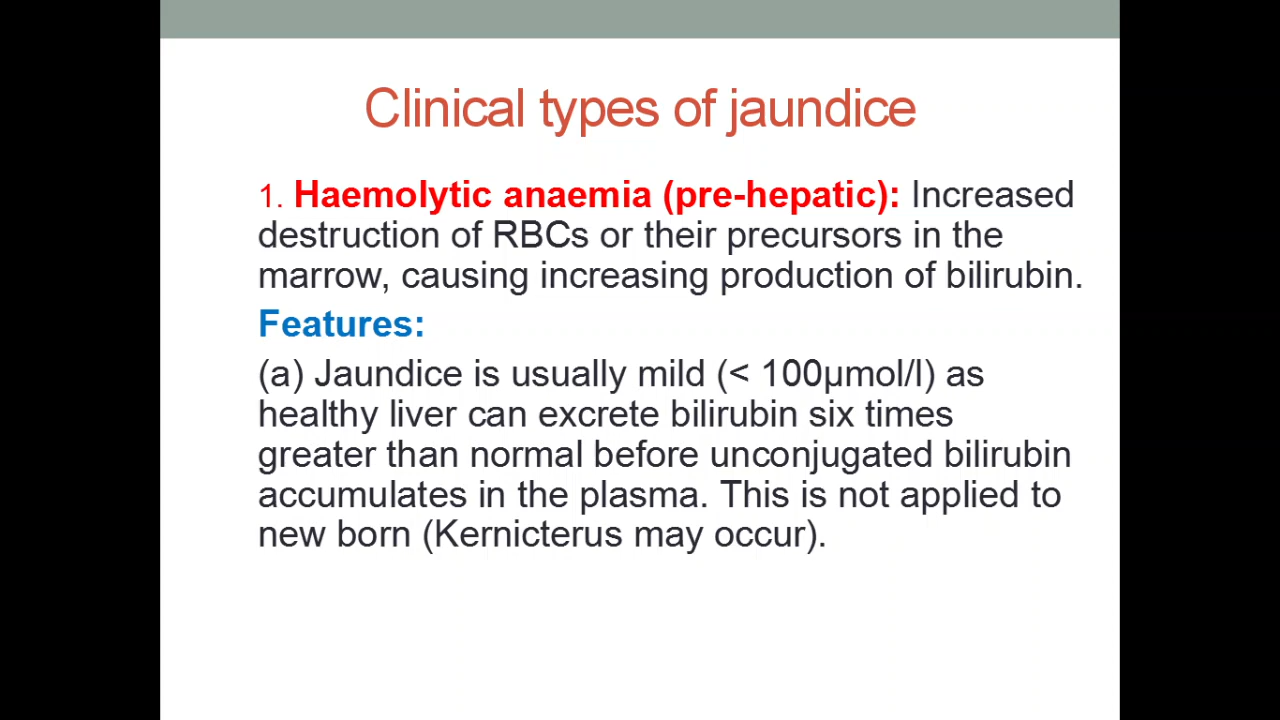 Clinical types of jaundice
1. Haemolytic anaemia (pre-hepatic): Increased
destruction of RBCs or their precursors in the
marrow, causing increasing production of bilirubin.
Features:
(a) Jaundice is usually mild (< 100µmol/l) as
healthy liver can excrete bilirubin six times
greater than normal before unconjugated bilirubin
accumulates in the plasma. This is not applied to
new born (Kernicterus may occur).